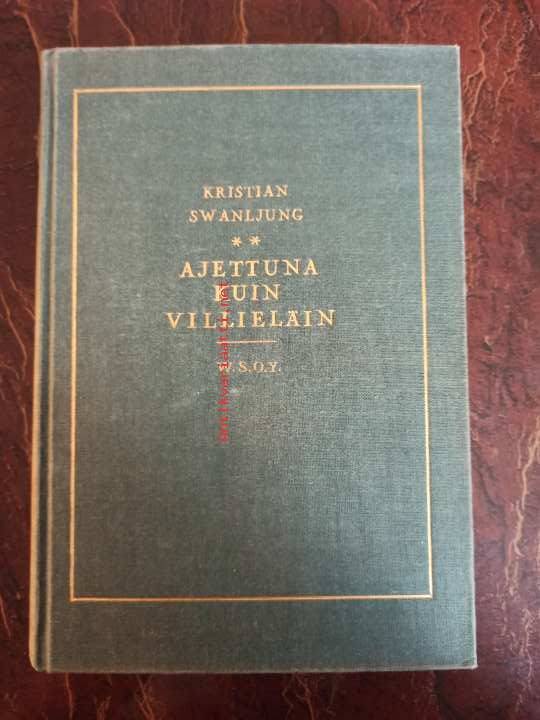 KRISTIAN
SWANLJUNG
* *
AJETTUNA
KUIN
VILLIELÄIN
W.S.O.Y.